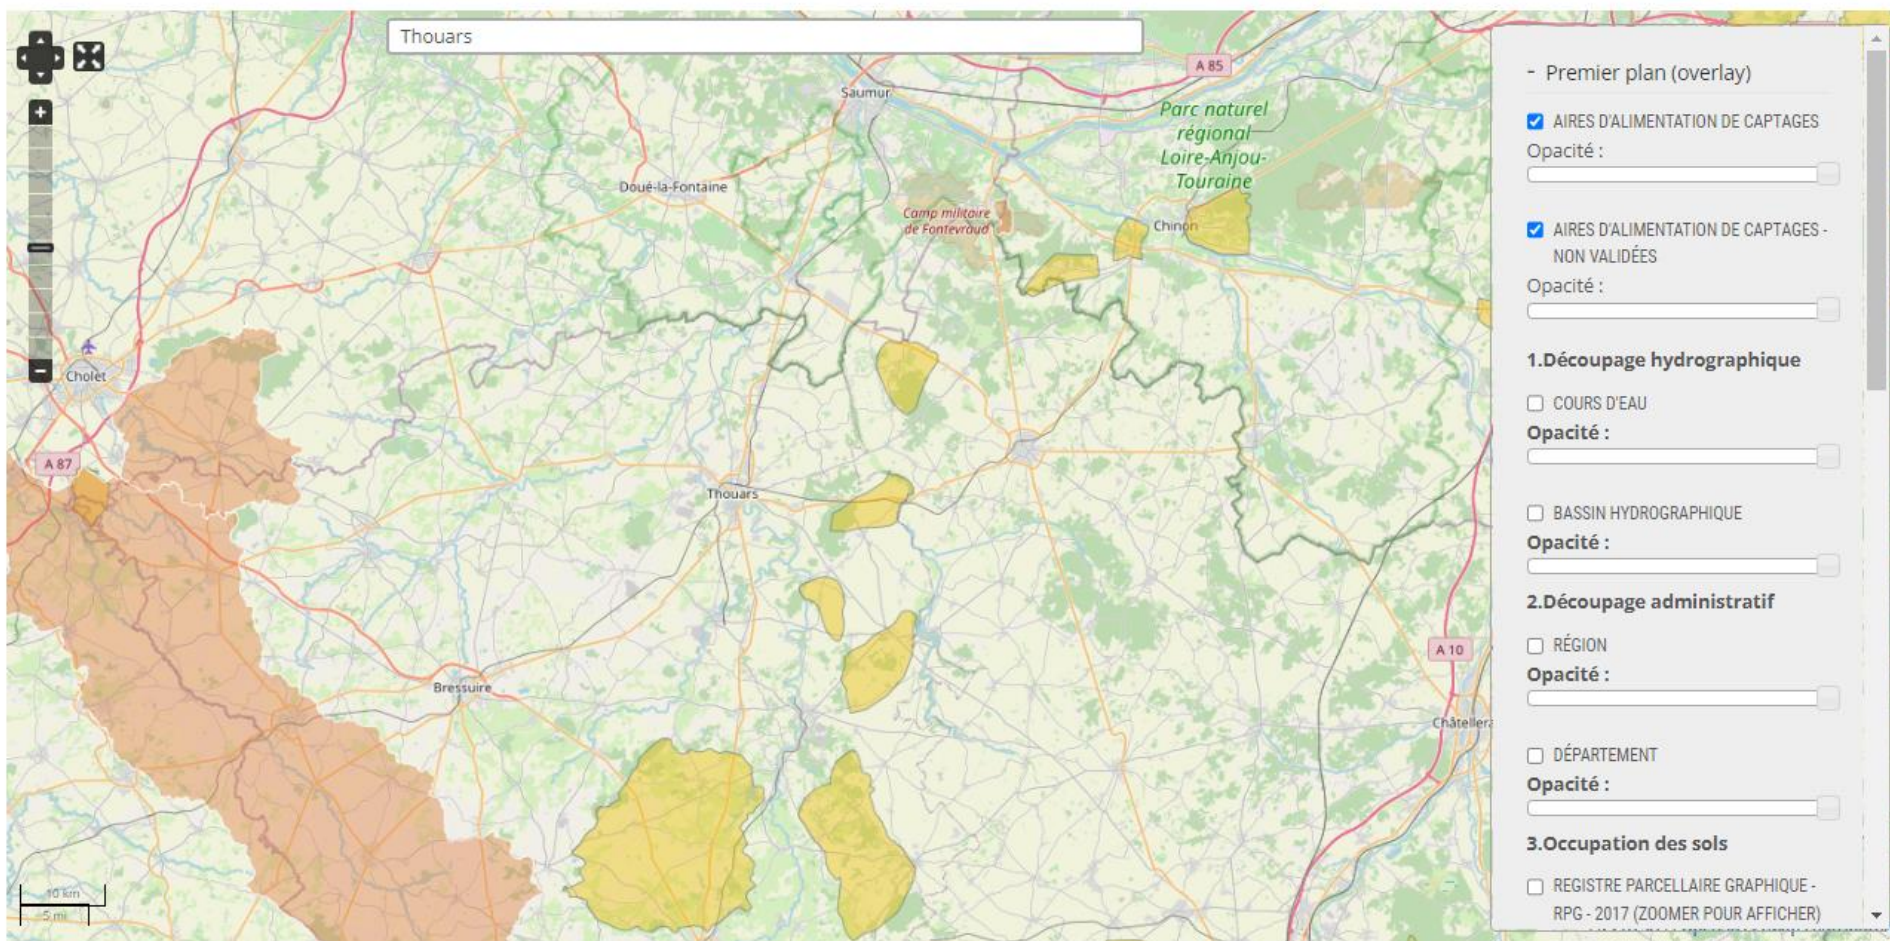 Thouars
A 85
Saumur
Parc naturel
régional
Loire-Anjou-
Touraine
Doué-la-Fontaine
Camp militaire
de Fontevraud
Chinon
Cholet
A 87
Thouars
A 10
Bressuire
Châtellera
10 km
5 mi
- Premier plan (overlay)
AIRES D'ALIMENTATION DE CAPTAGES
Opacité :
AIRES D'ALIMENTATION DE CAPTAGES -
NON VALIDÉES
Opacité :
1.Découpage hydrographique
COURS D'EAU
Opacité :
BASSIN HYDROGRAPHIQUE
Opacité :
2.Découpage administratif
RÉGION
Opacité :
DÉPARTEMENT
Opacité :
3.Occupation des sols
REGISTRE PARCELLAIRE GRAPHIQUE -
RPG - 2017 (ZOOMER POUR AFFICHER)